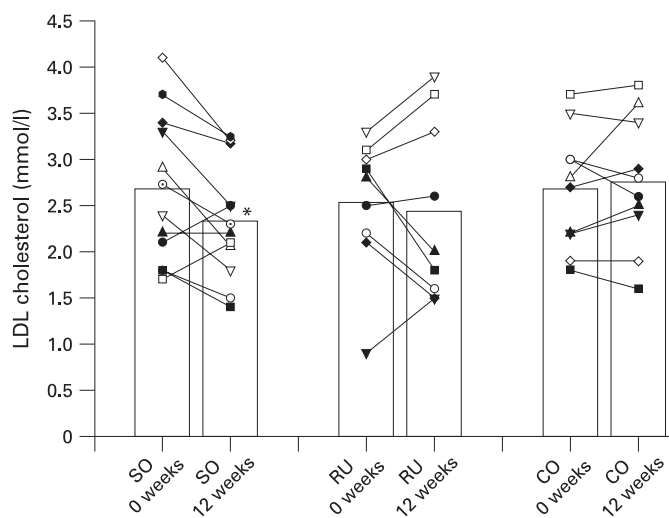 LDL cholesterol (mmol/l)
4.5
4.0
3.5
3.0
2.5
2.0
1.5
1.0
0.5
0
*
SO
0 weeks
SO
12 weeks
RU
0 weeks
RU
12 weeks
CO
0 weeks
CO
12 weeks